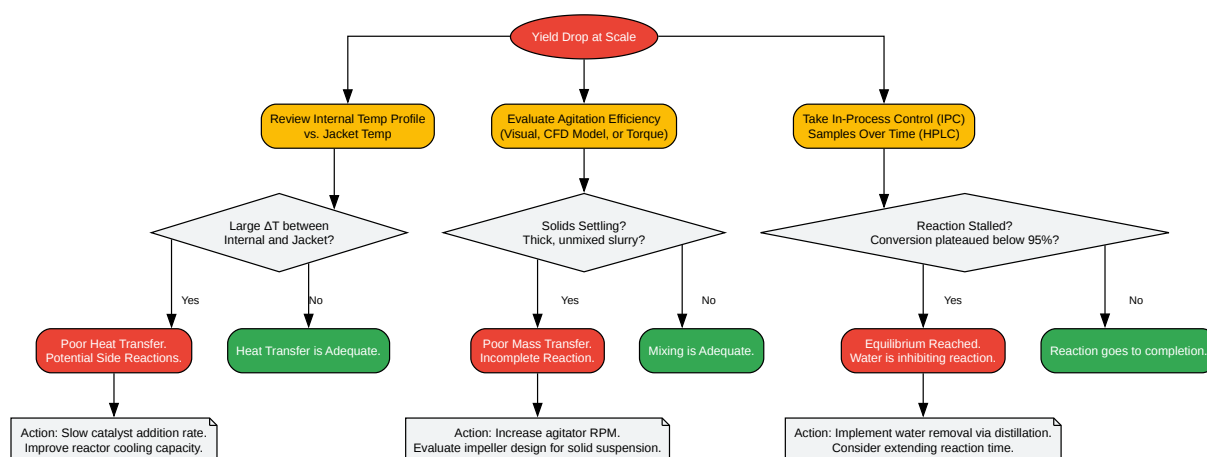 Yield Drop at Scale
Review Internal Temp Profile
vs. Jacket Temp
Evaluate Agitation Efficiency
(Visual, CFD Model, or Torque)
Take In-Process Control (IPC)
Samples Over Time (HPLC)
Large ΔT between
Internal and Jacket?
Solids Settling?
Thick, unmixed slurry?
Reaction Stalled?
Conversion plateaued below 95%?
Yes
No
Yes
No
Yes
No
Poor Heat Transfer.
Potential Side Reactions.
Heat Transfer is Adequate.
Poor Mass Transfer.
Incomplete Reaction.
Mixing is Adequate.
Equilibrium Reached.
Water is inhibiting reaction.
Reaction goes to completion.
Action: Slow catalyst addition rate.
Improve reactor cooling capacity.
Action: Increase agitator RPM.
Evaluate impeller design for solid suspension.
Action: Implement water removal via distillation.
Consider extending reaction time.